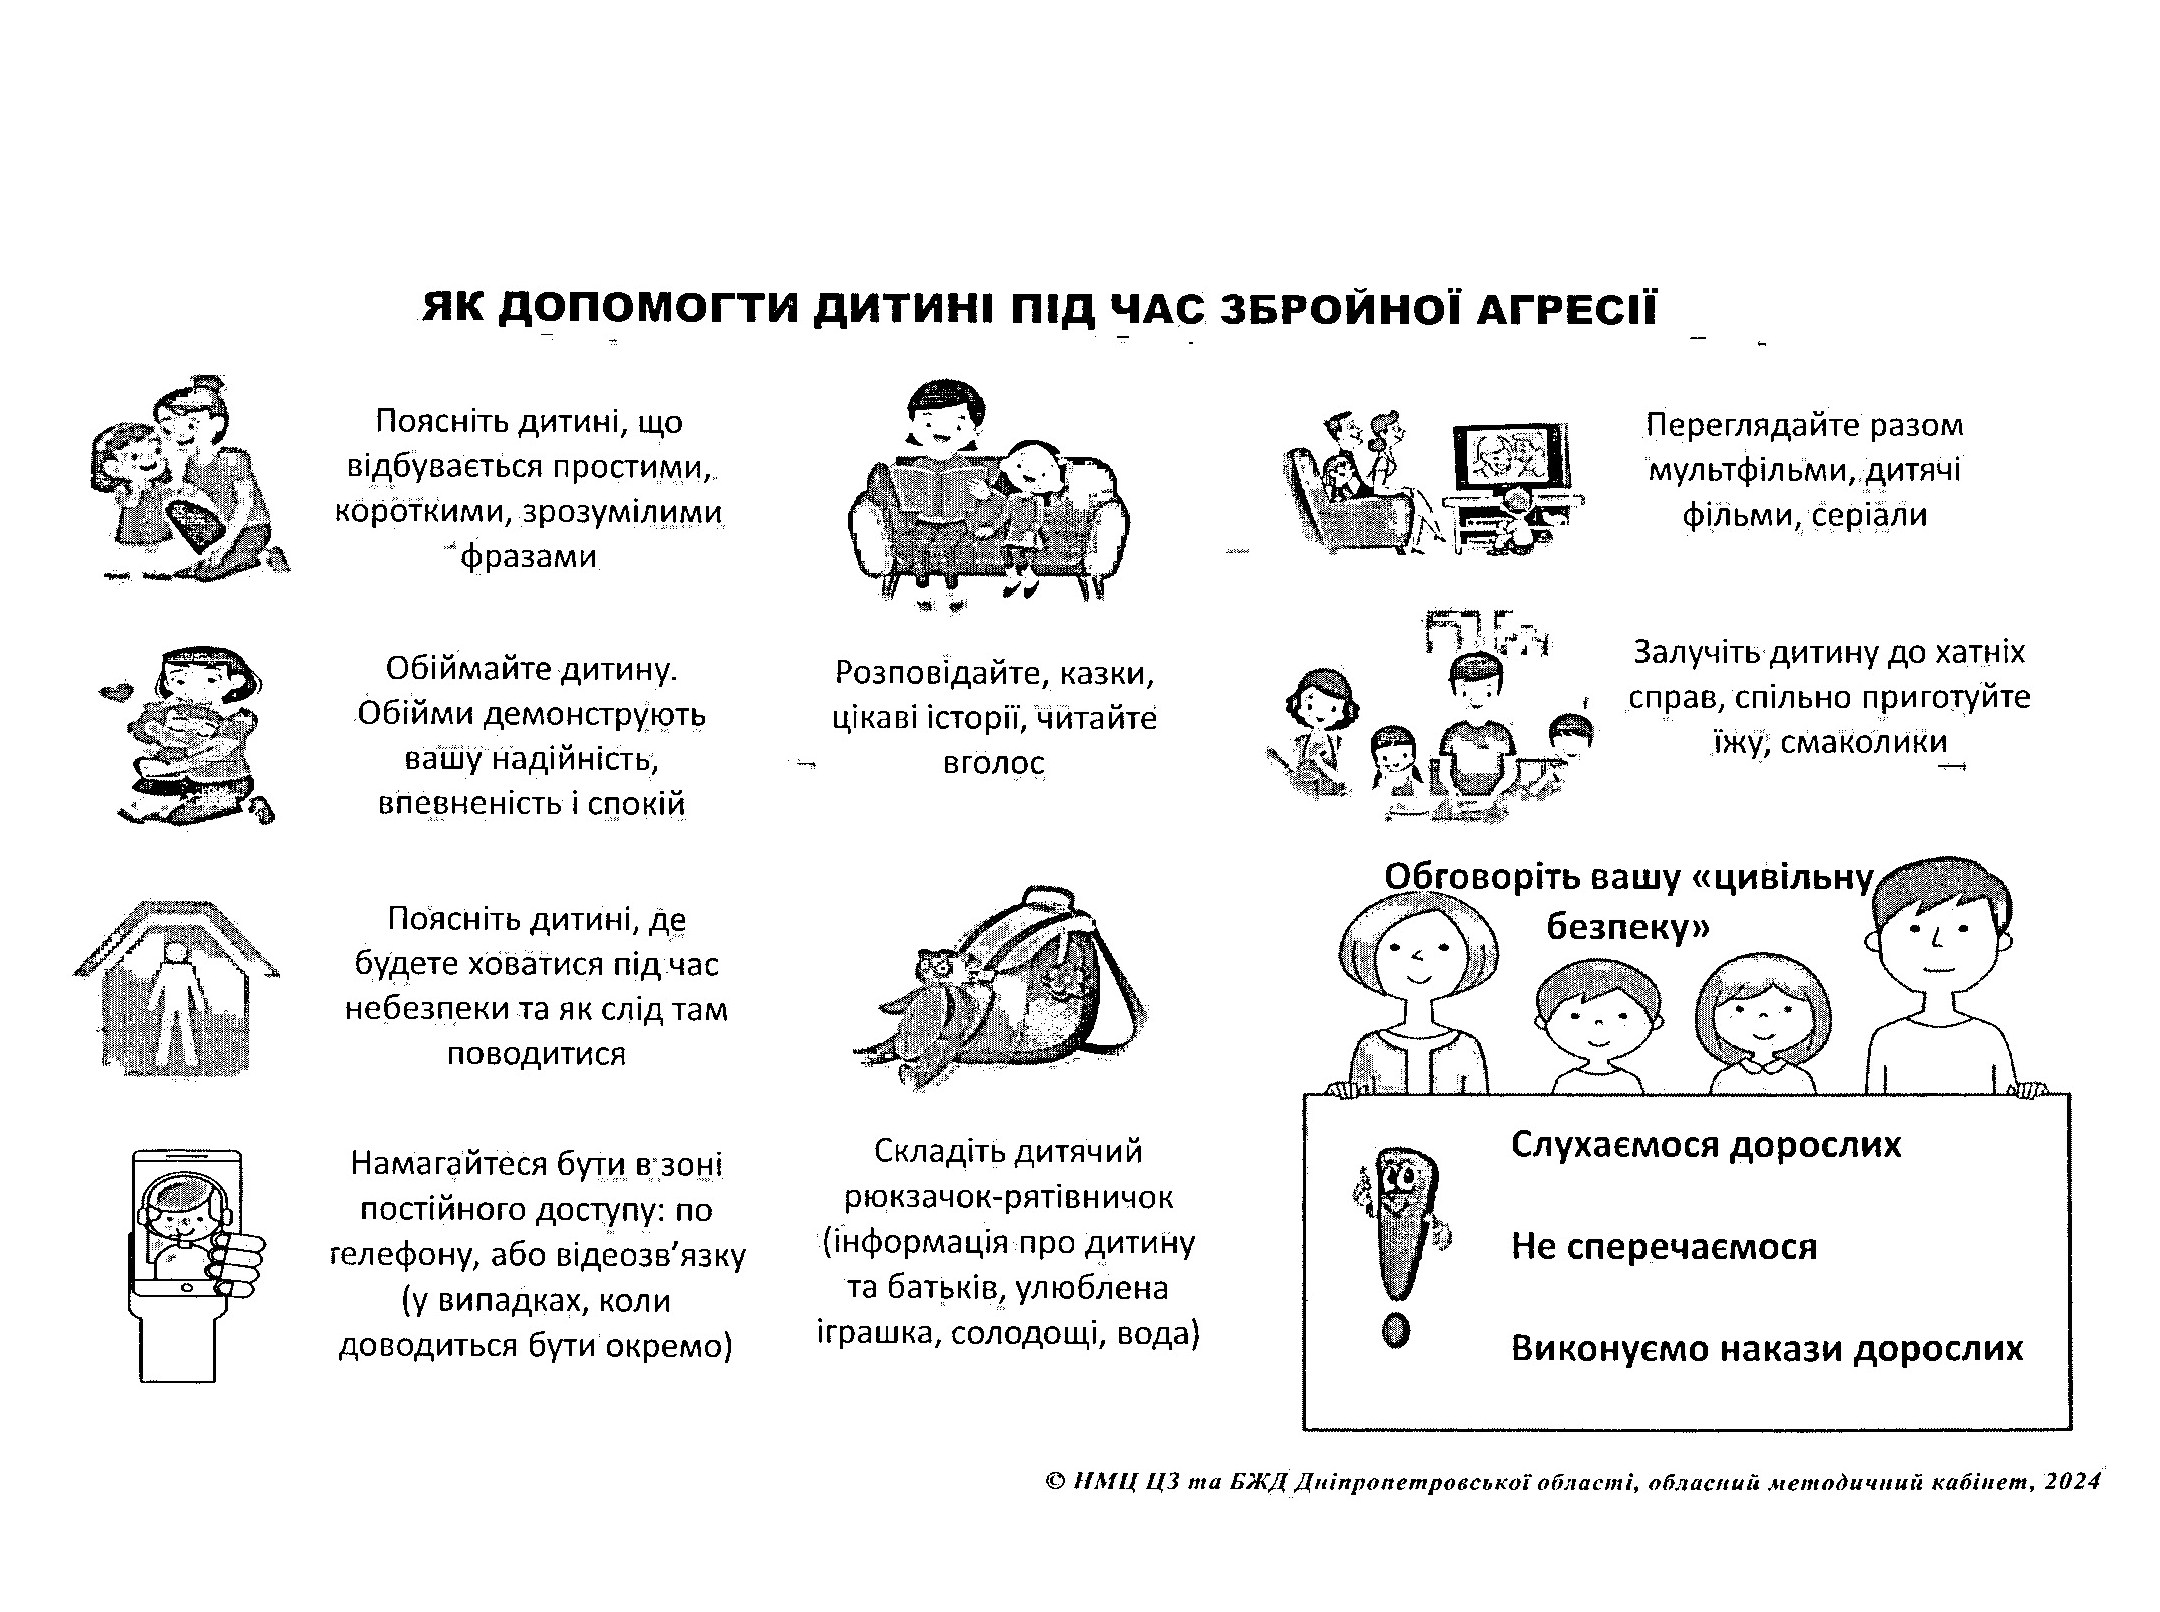 ЯК ДОПОМОГТИ ДИТИНІ ПІД ЧАС ЗБРОЙНОЇ АГРЕСІЇ
Поясніть дитині, що
відбувається простими,
короткими, зрозумілими
фразами
Обіймайте дитину.
Обійми демонструють
вашу надійність,
впевненість і спокій
Поясніть дитині, де
будете ховатися під час
небезпеки та як слід там
поводитися
Намагайтеся бути в зоні
постійного доступу: по
телефону, або відеозв’язку
(у випадках, коли
доводиться бути окремо)
Розповідайте, казки,
цікаві історії, читайте
вголос
Складіть дитячий
рюкзачок-рятівничок
(інформація про дитину
та батьків, улюблена
іграшка, солодощі, вода)
Переглядайте разом
мультфільми, дитячі
фільми, серіали
Залучіть дитину до хатніх
справ, спільно приготуйте
їжу, смаколики
Обговоріть вашу «цивільну
безпеку»
Слухаємося дорослих
Не сперечаємося
Виконуємо накази дорослих
© НМЦ ЦЗ та БЖД Дніпропетровської області, обласний методичний кабінет, 2024